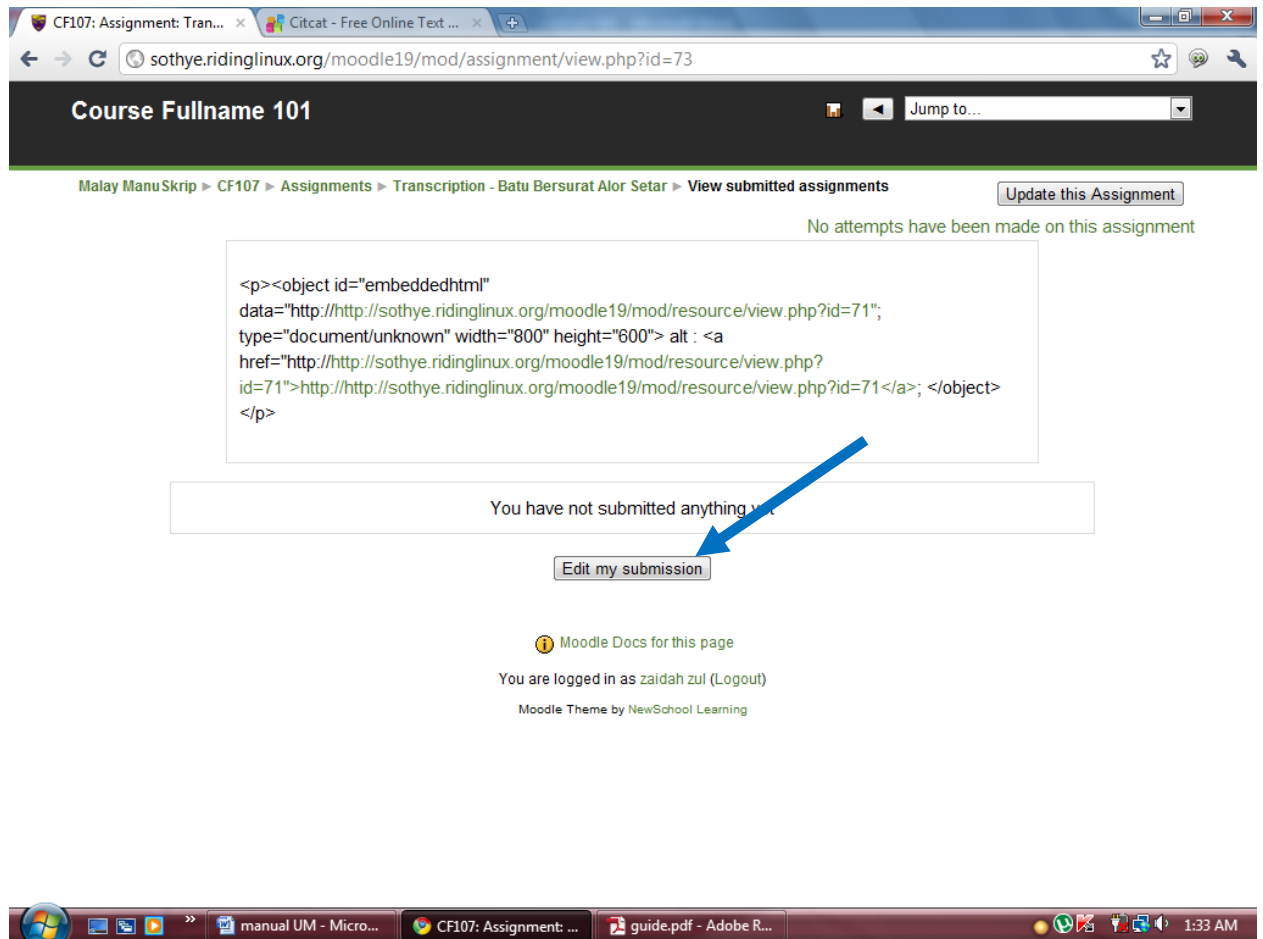 CF107: Assignment: Tran...
Citcat - Free Online Text ...
sothye.ridinglinux.org/moodle19/mod/assignment/view.php?id=73
Course Fullname 101
Jump to...
Malay ManuSkrip ► CF107 ► Assignments ► Transcription - Batu Bersurat Alor Setar ► View submitted assignments
Update this Assignment
No attempts have been made on this assignment
<p><object id="embeddedhtml"
data="http://http://sothye.ridinglinux.org/moodle19/mod/resource/view.php?id=71";
type="document/unknown" width="800" height="600"> alt : <a
href="http://http://sothye.ridinglinux.org/moodle19/mod/resource/view.php?
id=71">http://http://sothye.ridinglinux.org/moodle19/mod/resource/view.php?id=71</a>; </object>
</p>
You have not submitted anything yet
Edit my submission
Moodle Docs for this page
You are logged in as zaidah zul (Logout)
Moodle Theme by NewSchool Learning
manual UM - Micro...
CF107: Assignment: ...
guide.pdf - Adobe R...
1:33 AM